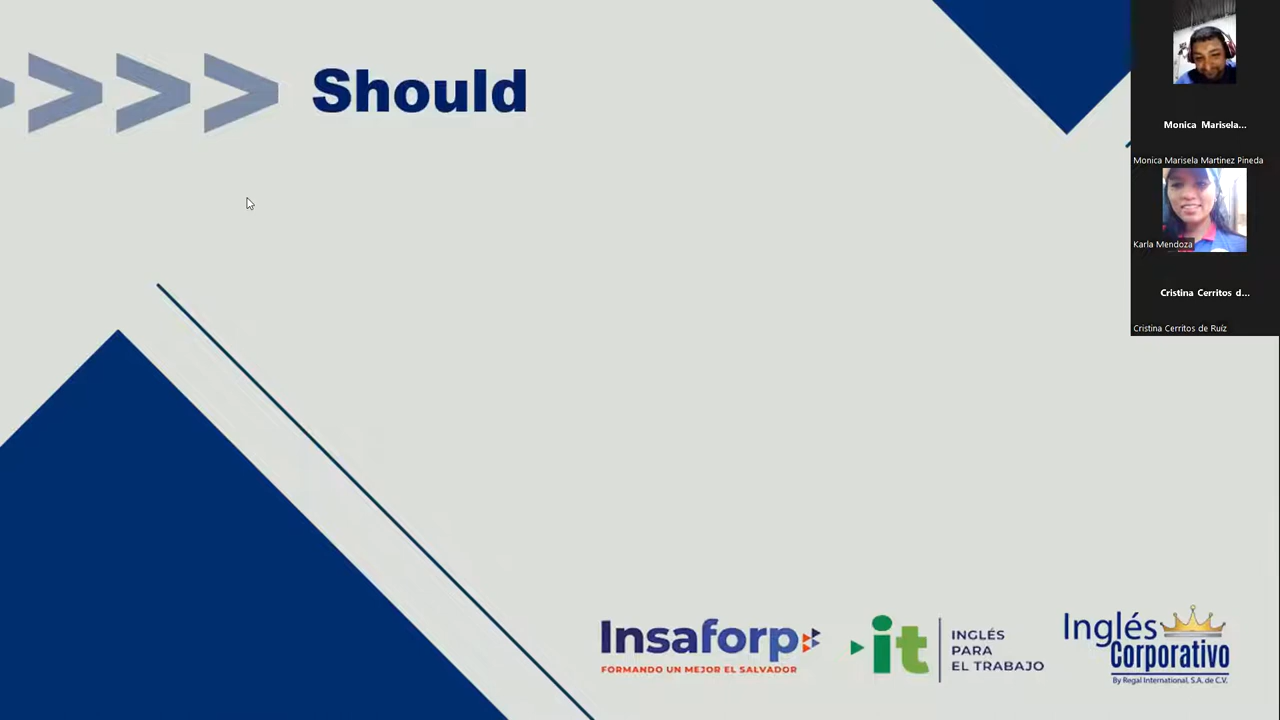 Should
Monica Marisela...
Monica Marisela Martinez Pineda
Karla Mendoza
Cristina Cerritos d...
Cristina Cerritos de Ruíz
Insaforp
FORMANDO UN MEJOR EL SALVADOR
it
INGLÉS
PARA
EL TRABAJO
Inglés
Corporativo
By Regal International, S.A. de C.V.